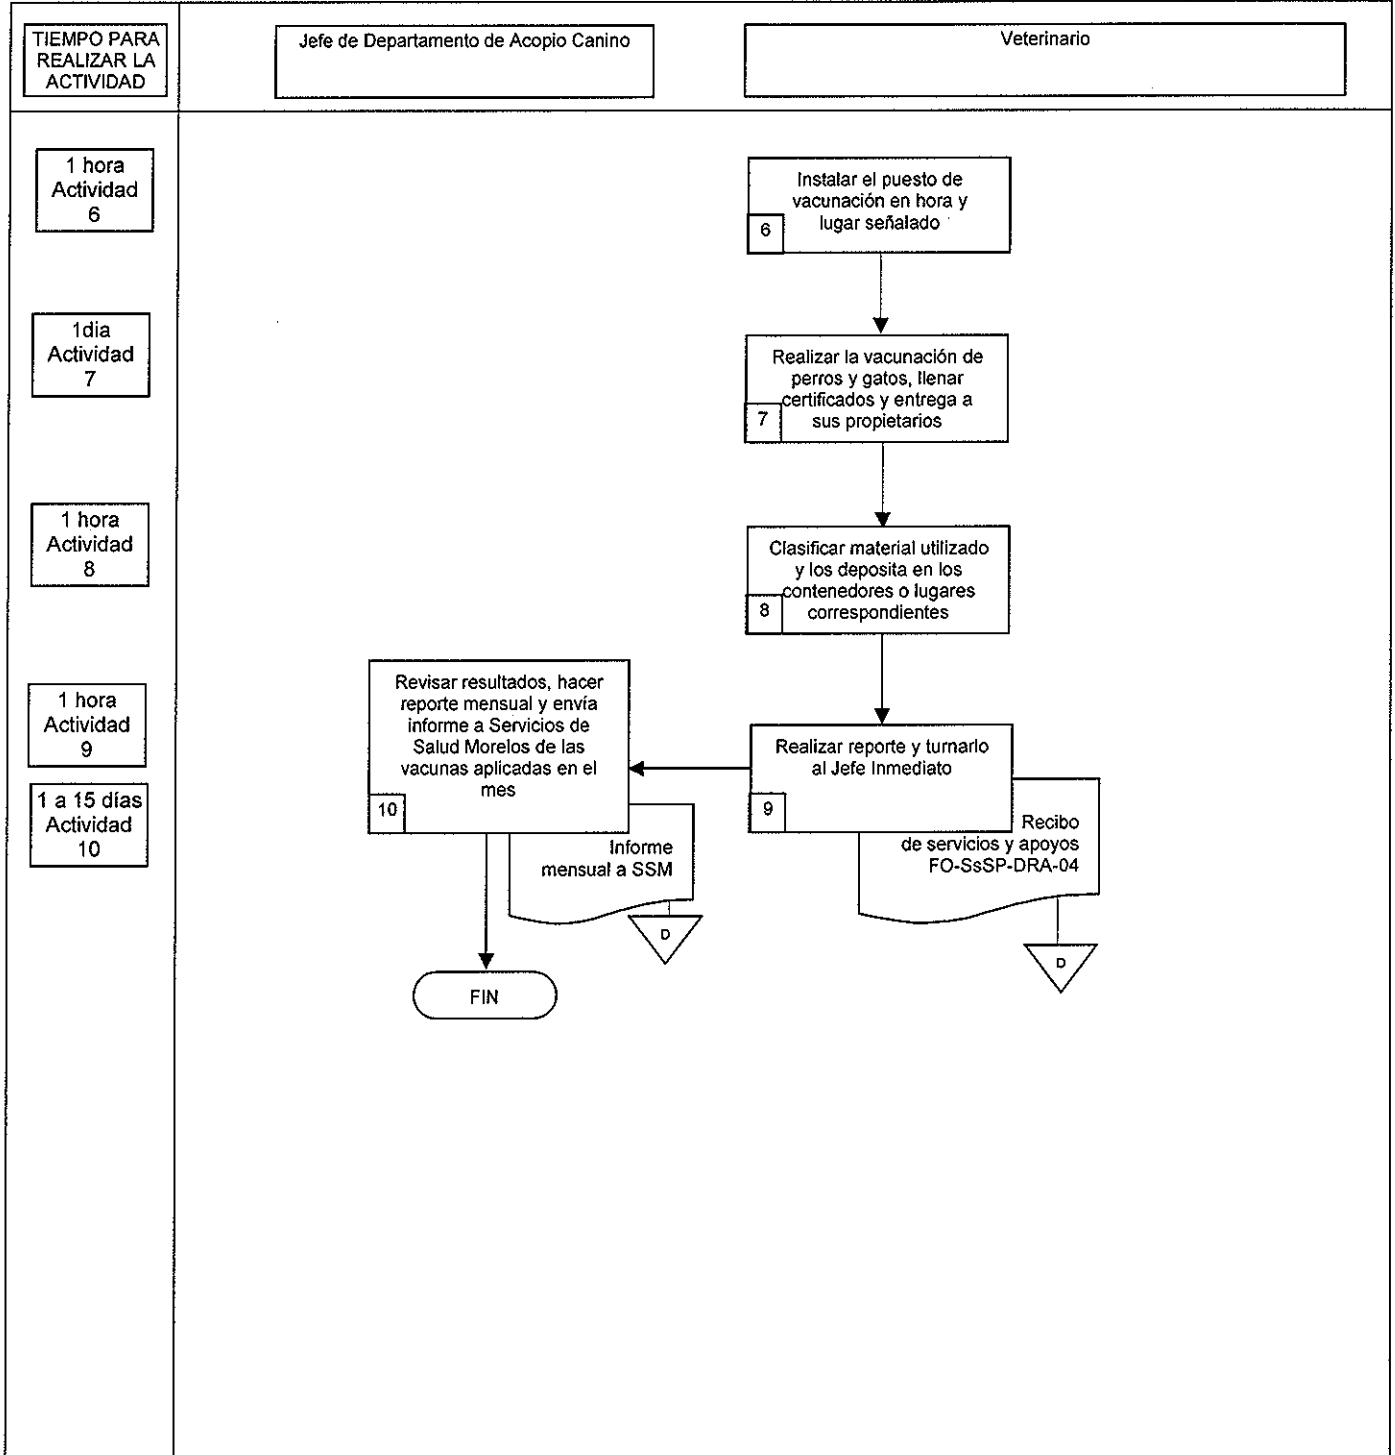 TIEMPO PARA
REALIZAR LA
ACTIVIDAD
Jefe de Departamento de Acopio Canino
Veterinario
1 hora
Actividad
6
Instalar el puesto de
vacunación en hora y
lugar señalado
6
1dia
Actividad
7
Realizar la vacunación de
perros y gatos, llenar
certificados y entrega a
sus propietarios
7
1 hora
Actividad
8
Clasificar material utilizado
y los deposita en los
contenedores o lugares
correspondientes
8
1 hora
Actividad
9
Realizar reporte y turnarlo
al Jefe Inmediato
9
Recibo
de servicios y apoyos
FO-SsSP-DRA-04
D
1 a 15 días
Actividad
10
Revisar resultados, hacer
reporte mensual y envía
informe a Servicios de
Salud Morelos de las
vacunas aplicadas en el
mes
10
Informe
mensual a SSM
D
FIN